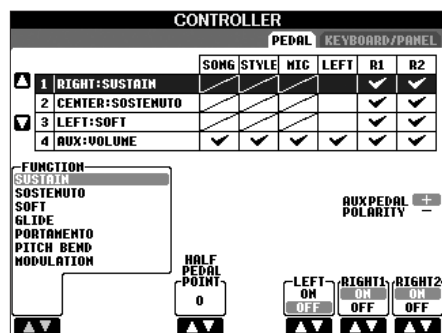 CONTROLLER
PEDAL KEYBOARD/PANEL
SONG STYLE MIC LEFT R1 R2
1 RIGHT:SUSTAIN
2 CENTER:SOSTENUTO
3 LEFT:SOFT
4 AUX:VOLUME
FUNCTION
SUSTAIN
SOSTENUTO
SOFT
GLIDE
PORTAMENTO
PITCH BEND
MODULATION
AUX PEDAL +
POLARITY −
HALF
PEDAL
POINT
0
LEFT RIGHT1 RIGHT2
ON ON ON
OFF OFF OFF